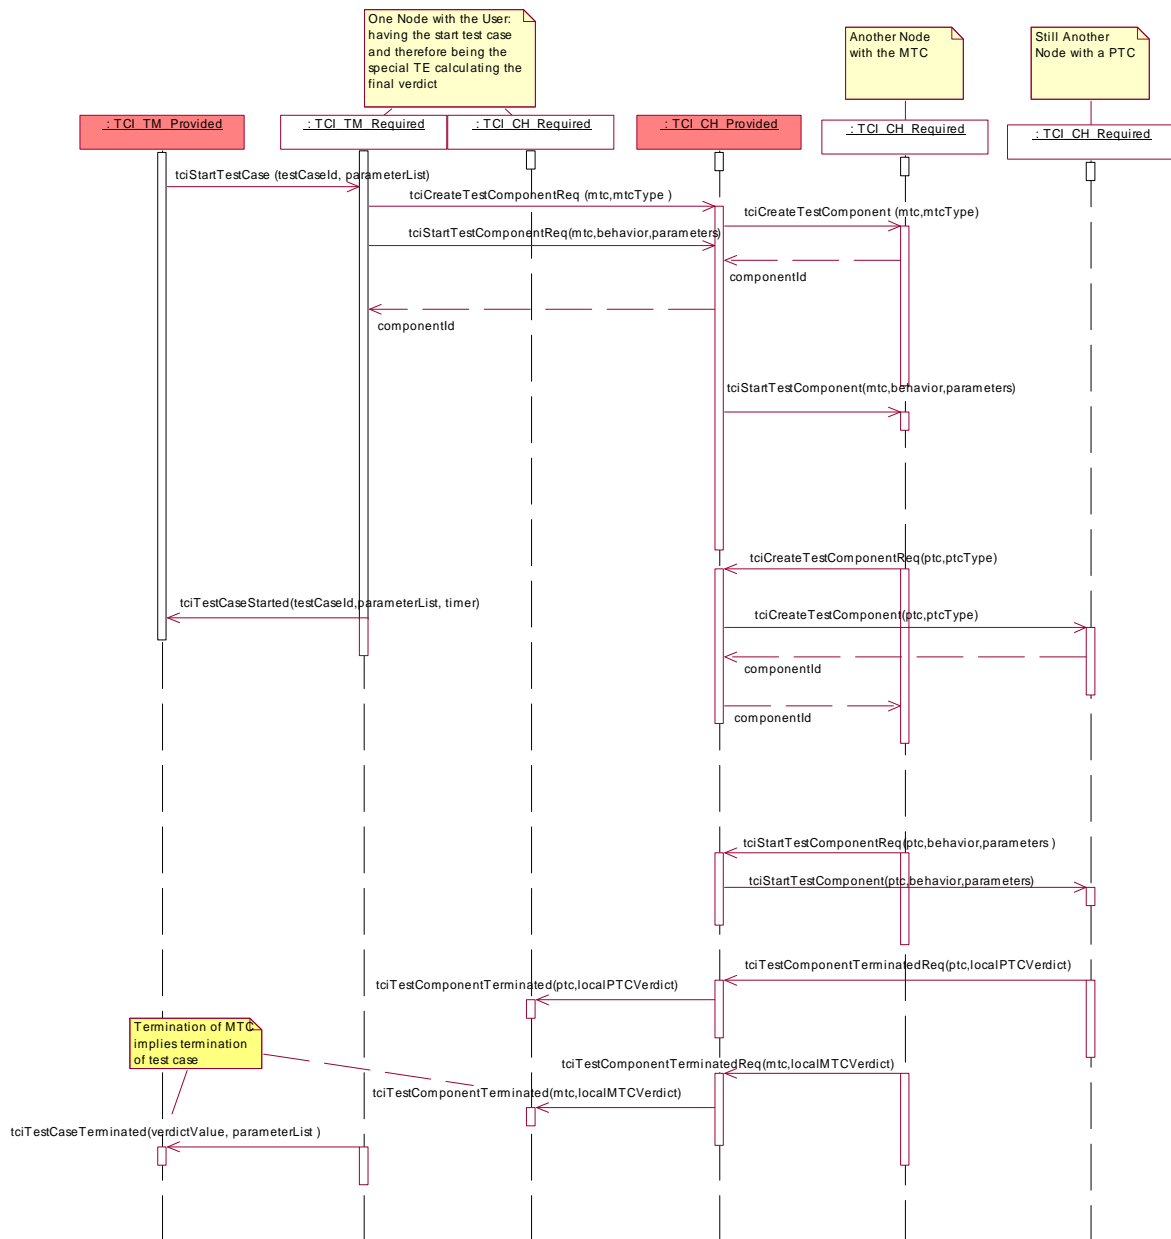 One Node with the User:
having the start test case
and therefore being the
special TE calculating the
final verdict
Another Node
with the MTC
Still Another
Node with a PTC
: TCI_TM_Provided
: TCI_TM_Required
: TCI_CH_Required
: TCI_CH_Provided
: TCI_CH_Required
: TCI_CH_Required
tciStartTestCase (testCaseId, parameterList)
tciCreateTestComponentReq (mtc,mtcType )
tciCreateTestComponent (mtc,mtcType)
tciStartTestComponentReq(mtc,behavior,parameters)
componentId
componentId
tciStartTestComponent(mtc,behavior,parameters)
tciCreateTestComponentReq(ptc,ptcType)
tciTestCaseStarted(testCaseId,parameterList, timer)
tciCreateTestComponent(ptc,ptcType)
componentId
componentId
tciStartTestComponentReq(ptc,behavior,parameters )
tciStartTestComponent(ptc,behavior,parameters)
tciTestComponentTerminatedReq(ptc,localPTCVerdict)
tciTestComponentTerminated(ptc,localPTCVerdict)
Termination of MTC
implies termination
of test case
tciTestComponentTerminatedReq(mtc,localMTCVerdict)
tciTestComponentTerminated(mtc,localMTCVerdict)
tciTestCaseTerminated(verdictValue, parameterList )